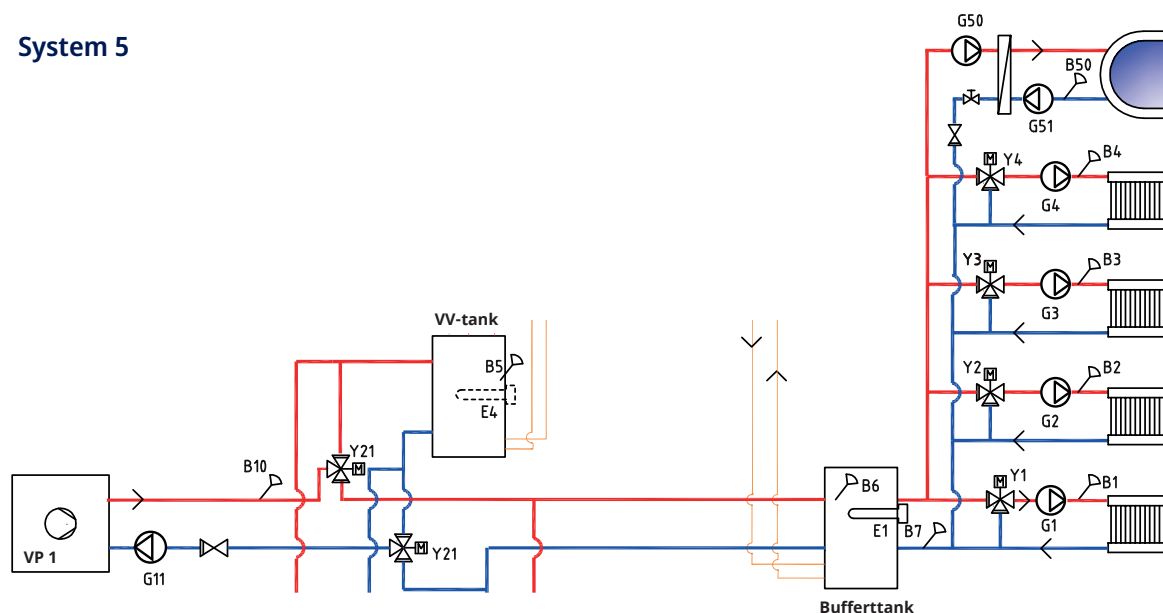 System 5
G50
B50
G51
Y4
B4
G4
Y3
B3
G3
VV-tank
B5
E4
Y2
B2
G2
Y21
M
B10
B6
E1
B7
Y1
B1
G1
VP 1
G11
Y21
M
Bufferttank
M
M
M
M